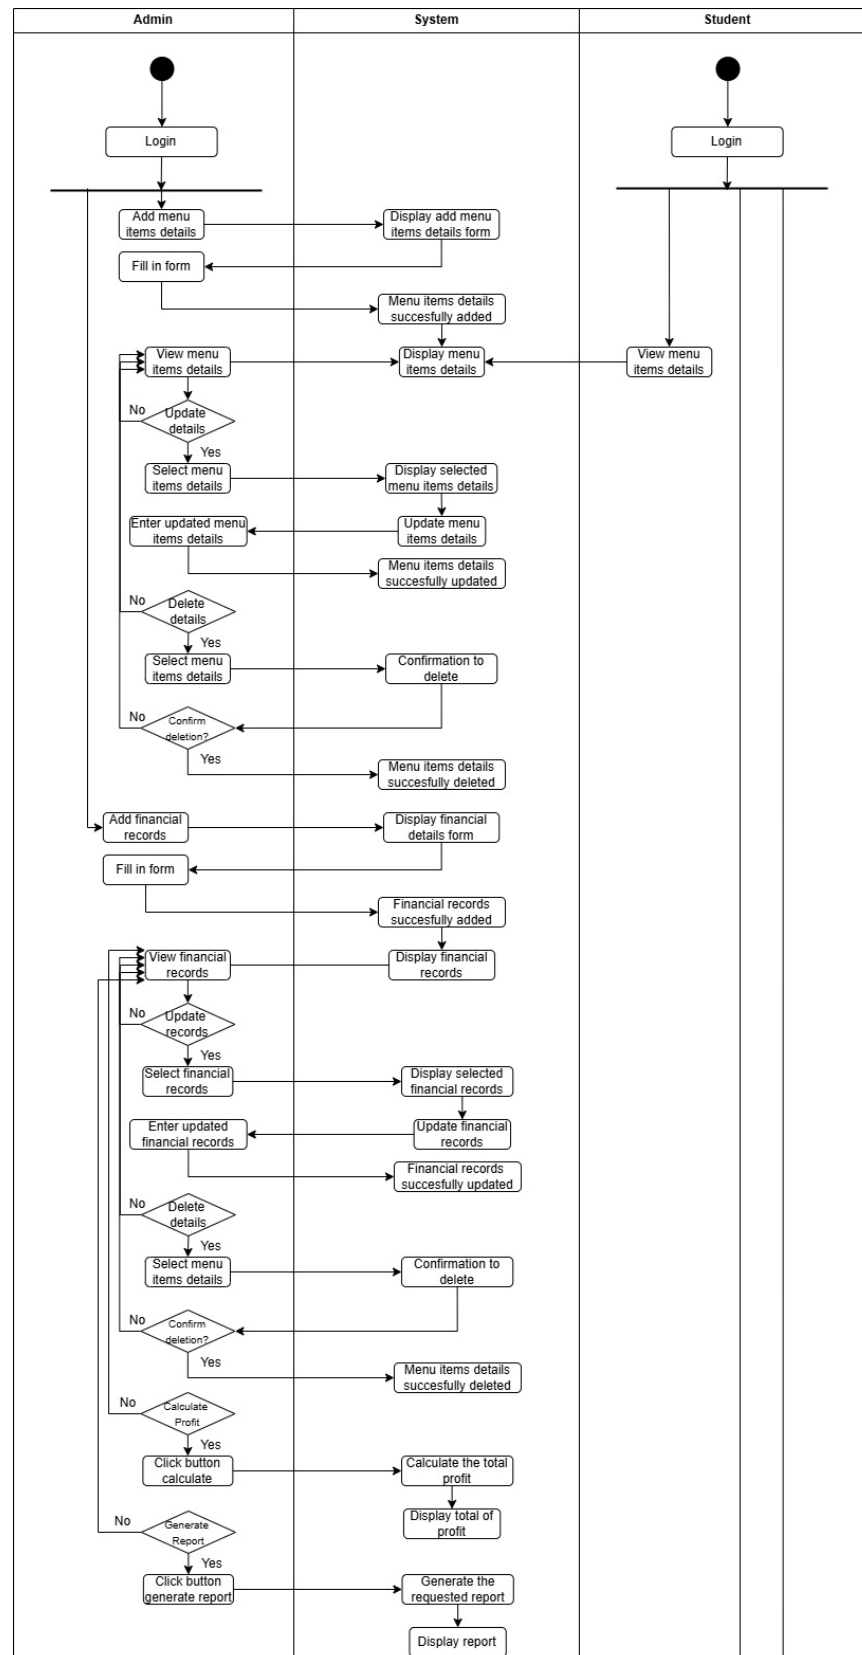 Admin
System
Student
Login
Login
Add menu
items details
Display add menu
items details form
Fill in form
Menu items details
succesfully added
View menu
items details
Display menu
items details
View menu
items details
No
Update
details
Yes
Select menu
items details
Display selected
menu items details
Enter updated menu
items details
Update menu
items details
Menu items details
succesfully updated
No
Delete
details
Yes
Select menu
items details
Confirmation to
delete
No
Confirm
deletion?
Yes
Menu items details
succesfully deleted
Add financial
records
Display financial
details form
Fill in form
Financial records
succesfully added
View financial
records
Display financial
records
No
Update
records
Yes
Select financial
records
Display selected
financial records
Enter updated
financial records
Update financial
records
Financial records
succesfully updated
No
Delete
details
Yes
Select menu
items details
Confirmation to
delete
No
Confirm
deletion?
Yes
Menu items details
succesfully deleted
No
Calculate
Profit
Yes
Click button
calculate
Calculate the total
profit
Display total of
profit
No
Generate
Report
Yes
Click button
generate report
Generate the
requested report
Display report